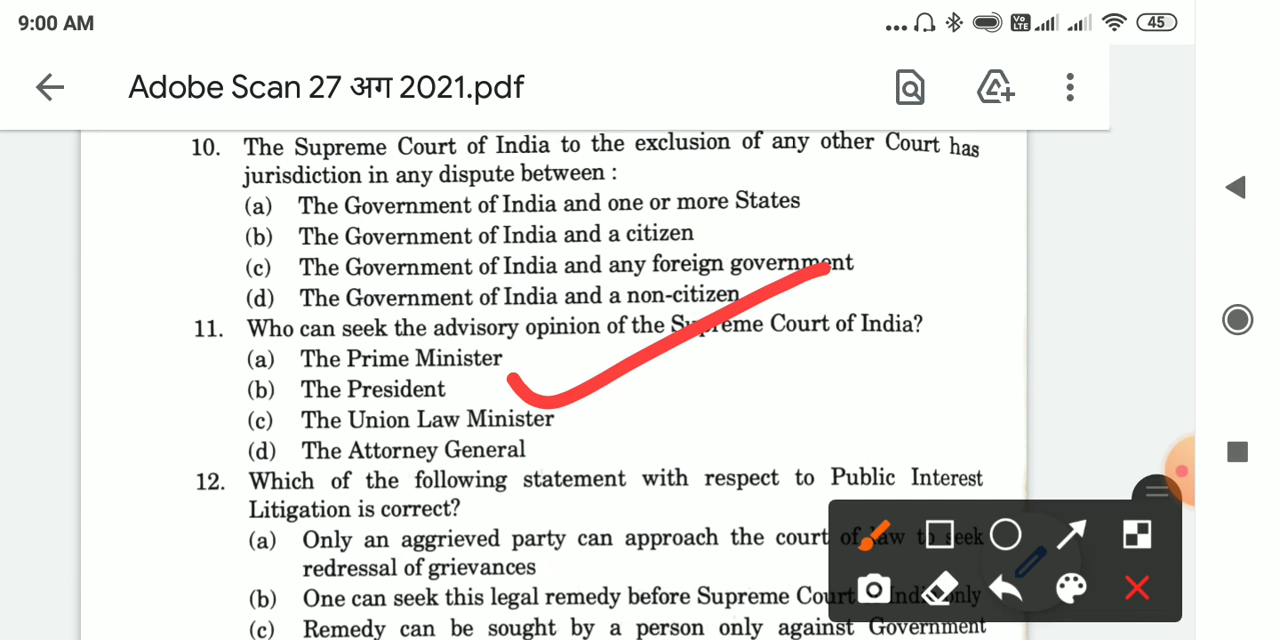 9:00 AM
Vo LTE
45
Adobe Scan 27 अग 2021.pdf
10. The Supreme Court of India to the exclusion of any other Court has
jurisdiction in any dispute between :
(a) The Government of India and one or more States
(b) The Government of India and a citizen
(c) The Government of India and any foreign government
(d) The Government of India and a non-citizen
11. Who can seek the advisory opinion of the Supreme Court of India?
(a) The Prime Minister
(b) The President
(c) The Union Law Minister
(d) The Attorney General
12. Which of the following statement with respect to Public Interest
Litigation is correct?
(a) Only an aggrieved party can approach the court of law to seek
redressal of grievances
(b) One can seek this legal remedy before Supreme Court India only
(c) Remedy can be sought by a person only against Government